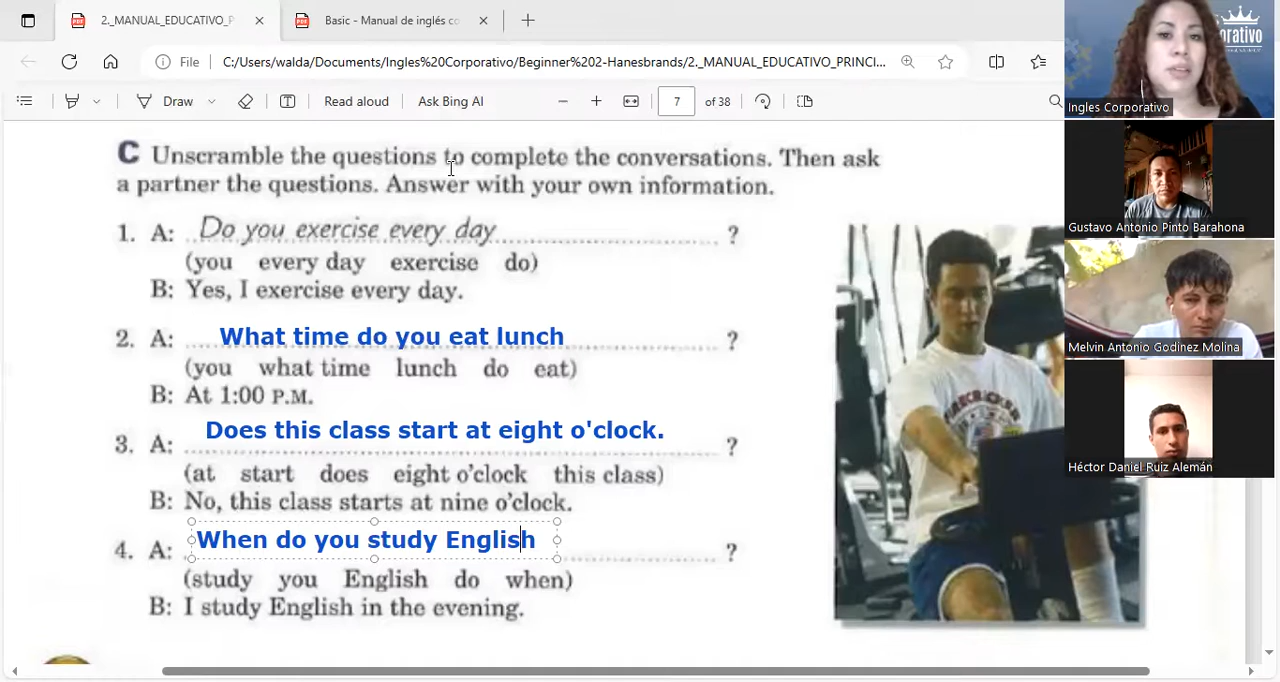 2._MANUAL_EDUCATIVO_P
Basic - Manual de inglés co
File
C:/Users/walda/Documents/Ingles%20Corporativo/Beginner%202-Hanesbrands/2._MANUAL_EDUCATIVO_PRINCI...
Draw
Read aloud
Ask Bing AI
7
of 38
C Unscramble the questions to complete the conversations. Then ask
a partner the questions. Answer with your own information.
1. A: Do you exercise every day ?
(you every day exercise do)
B: Yes, I exercise every day.
2. A: What time do you eat lunch ?
(you what time lunch do eat)
B: At 1:00 P.M.
3. A: Does this class start at eight o'clock. ?
(at start does eight o'clock this class)
B: No, this class starts at nine o'clock.
4. A: When do you study English ?
(study you English do when)
B: I study English in the evening.
orativo
Ingles Corporativo
Gustavo Antonio Pinto Barahona
Melvin Antonio Godinez Molina
Héctor Daniel Ruiz Alemán